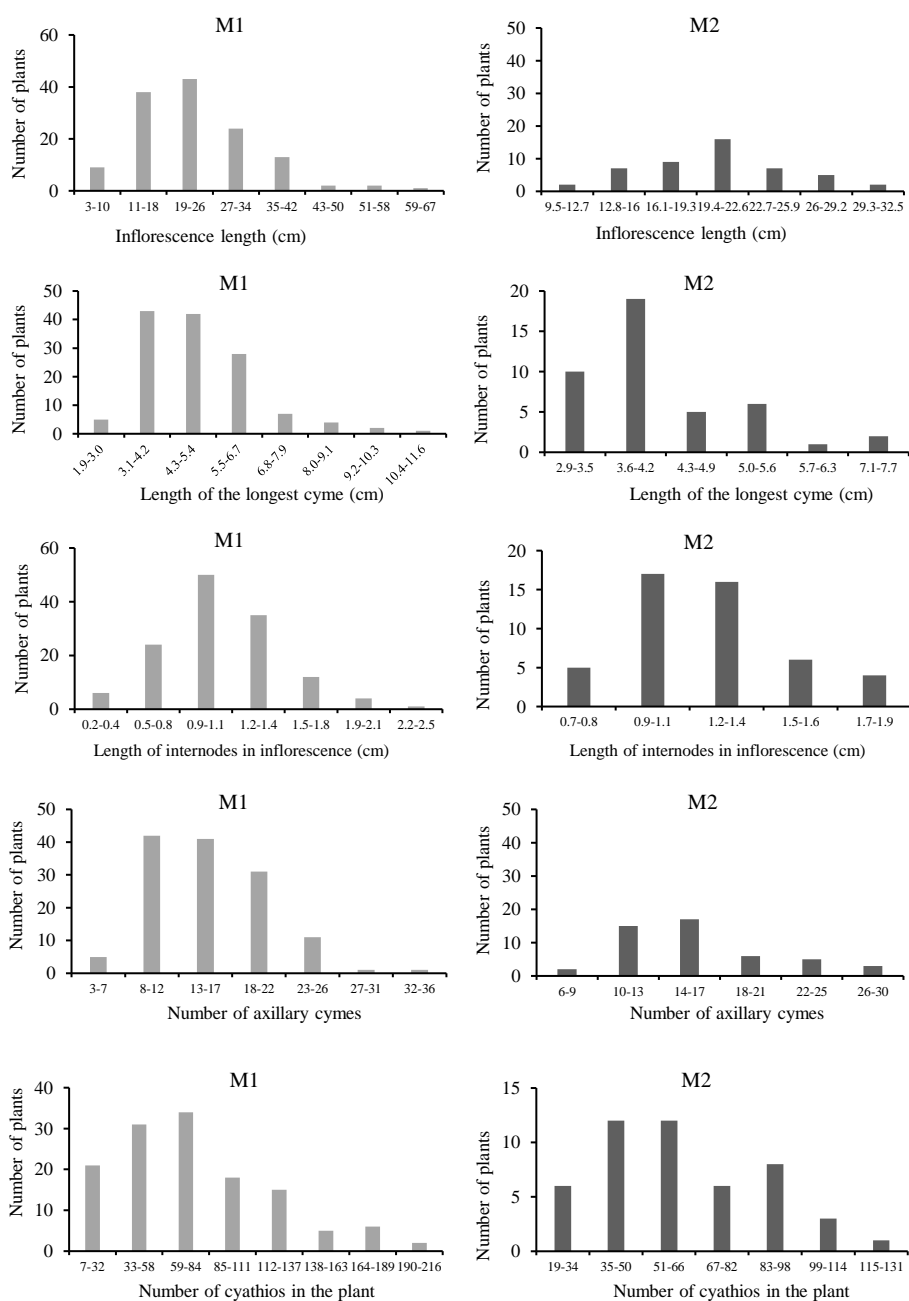 M1
Number of plants
60
40
20
0
3-10 11-18 19-26 27-34 35-42 43-50 51-58 59-67
Inflorescence length (cm)
M2
Number of plants
50
40
30
20
10
0
9.5-12.7 12.8-16 16.1-19.3 19.4-22.6 22.7-25.9 26-29.2 29.3-32.5
Inflorescence length (cm)
M1
Number of plants
50
40
30
20
10
0
1.9-3.0 3.1-4.2 4.3-5.4 5.5-6.7 6.8-7.9 8.0-9.1 9.2-10.3 10.4-11.6
Length of the longest cyme (cm)
M2
Number of plants
20
15
10
5
0
2.9-3.5 3.6-4.2 4.3-4.9 5.0-5.6 5.7-6.3 7.1-7.7
Length of the longest cyme (cm)
M1
Number of plants
60
40
20
0
0.2-0.4 0.5-0.8 0.9-1.1 1.2-1.4 1.5-1.8 1.9-2.1 2.2-2.5
Length of internodes in inflorescence (cm)
M2
Number of plants
20
15
10
5
0
0.7-0.8 0.9-1.1 1.2-1.4 1.5-1.6 1.7-1.9
Length of internodes in inflorescence (cm)
M1
Number of plants
50
40
30
20
10
0
3-7 8-12 13-17 18-22 23-26 27-31 32-36
Number of axillary cymes
M2
Number of plants
50
40
30
20
10
0
6-9 10-13 14-17 18-21 22-25 26-30
Number of axillary cymes
M1
Number of plants
40
30
20
10
0
7-32 33-58 59-84 85-111 112-137 138-163 164-189 190-216
Number of cyathios in the plant
M2
Number of plants
15
10
5
0
19-34 35-50 51-66 67-82 83-98 99-114 115-131
Number of cyathios in the plant